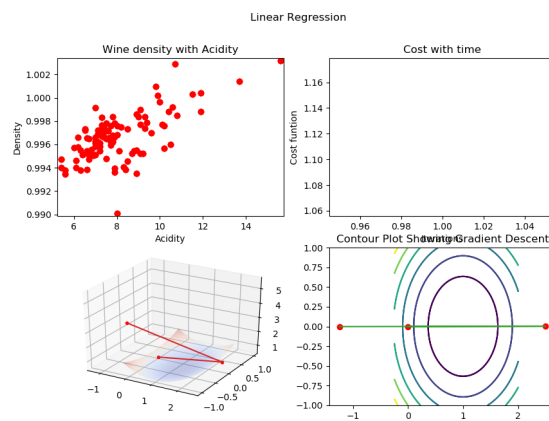 Linear Regression
Wine density with Acidity
Density
1.002
1.000
0.998
0.996
0.994
0.992
0.990
6 8 10 12 14
Acidity
Cost with time
Cost funtion
1.16
1.14
1.12
1.10
1.08
1.06
0.96 0.98 1.00 1.02 1.04
5
4
3
2
1
−1 0 1 2
−1.0 −0.5 0.0 0.5 1.0
Contour Plot Showing Gradient Descent
1.00
0.75
0.50
0.25
0.00
−0.25
−0.50
−0.75
−1.00
−1 0 1 2